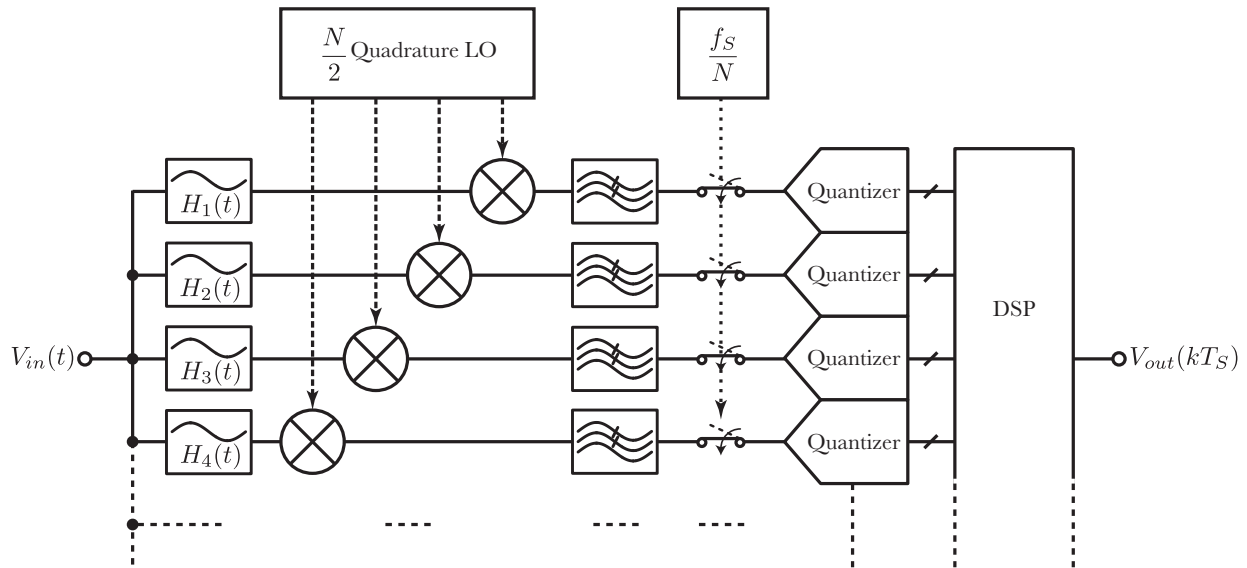 N/2 Quadrature LO
f_S/N
H_1(t)
Quantizer
H_2(t)
Quantizer
DSP
V_in(t)
H_3(t)
Quantizer
V_out(kT_S)
H_4(t)
Quantizer